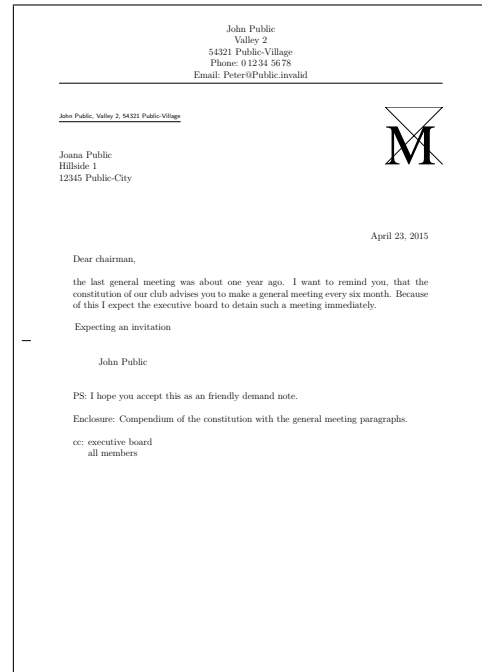 John Public
Valley 2
54321 Public-Village
Phone: 0 12 34 56 78
Email: Peter@Public.invalid
John Public, Valley 2, 54321 Public-Village
M
Joana Public
Hillside 1
12345 Public-City
April 23, 2015
Dear chairman,
the last general meeting was about one year ago. I want to remind you, that the
constitution of our club advises you to make a general meeting every six month. Because
of this I expect the executive board to detain such a meeting immediately.
Expecting an invitation
John Public
PS: I hope you accept this as an friendly demand note.
Enclosure: Compendium of the constitution with the general meeting paragraphs.
cc: executive board
all members